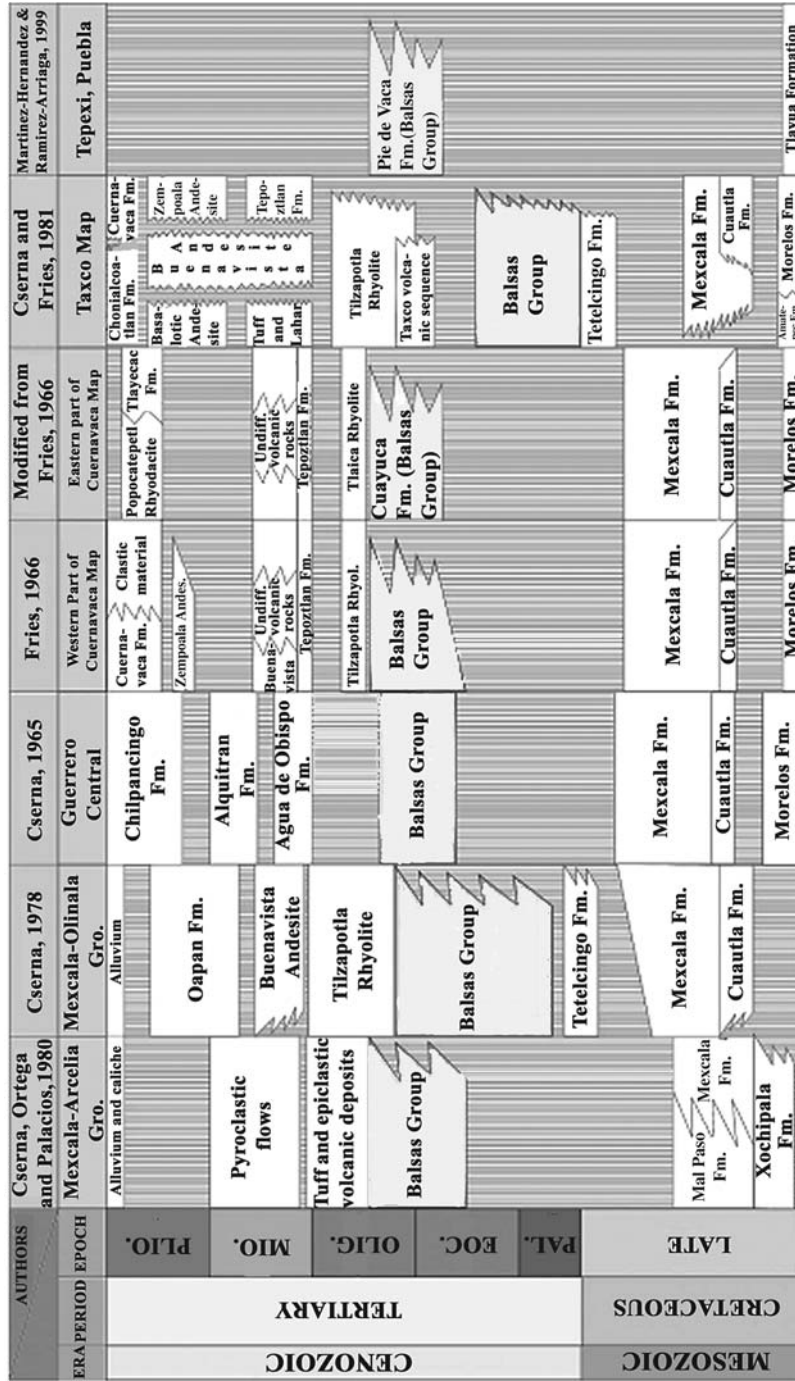 AUTHORS
ERA
PERIOD
EPOCH
CENOZOIC
MESOZOIC
TERTIARY
CRETACEOUS
PLIO.
MIO.
OLIG.
EOC.
PAL.
LATE
Cserna, Ortega
and Palacios,1980
Mexcala-Arcelia
Gro.
Alluvium and caliche
Pyroclastic
flows
Tuff and epiclastic
volcanic deposits
Balsas Group
Mal Paso
Fm.
Mexcala
Fm.
Xochipala
Fm.
Cserna, 1978
Mexcala-Olinala
Gro.
Alluvium
Oapan Fm.
Buenavista
Andesite
Tilzapotla
Rhyolite
Balsas Group
Tetelcingo Fm.
Mexcala Fm.
Cuautla Fm.
Cserna, 1965
Guerrero
Central
Chilpancingo
Fm.
Alquitran
Fm.
Agua de Obispo
Fm.
Balsas Group
Mexcala Fm.
Cuautla Fm.
Morelos Fm.
Fries, 1966
Western Part of
Cuernavaca Map
Cuerna-
vaca Fm.
Clastic
material
Zempoala Andes.
Buena-
vista
Undiff.
volcanic
rocks
Tepoztlan Fm.
Tilzapotla Rhyol.
Balsas
Group
Mexcala Fm.
Cuautla Fm.
Morelos Fm.
Modified from
Fries, 1966
Eastern part of
Cuernavaca Map
Popocatepetl
Rhyodacite
Tlayecac
Fm.
Undiff.
volcanic
rocks
Tepoztlan Fm.
Tlaica Rhyolite
Cuayuca
Fm. (Balsas
Group)
Mexcala Fm.
Cuautla Fm.
Morelos Fm.
Cserna and
Fries, 1981
Taxco Map
Chonialcoa-
tlan Fm.
Cuerna-
vaca Fm.
Basa-
lotic
Ande-
site
Buenavista
Andesite
Zem-
poala
Ande-
site
Tuff
and
Lahar
Tepo-
ztlan
Fm.
Tilzapotla
Rhyolite
Taxco volca-
nic sequence
Balsas
Group
Tetelcingo Fm.
Mexcala Fm.
Cuautla
Fm.
Morelos Fm.
Martinez-Hernandez &
Ramirez-Arriaga, 1999
Tepexi, Puebla
Pie de Vaca
Fm.(Balsas
Group)
Tlayua Formation